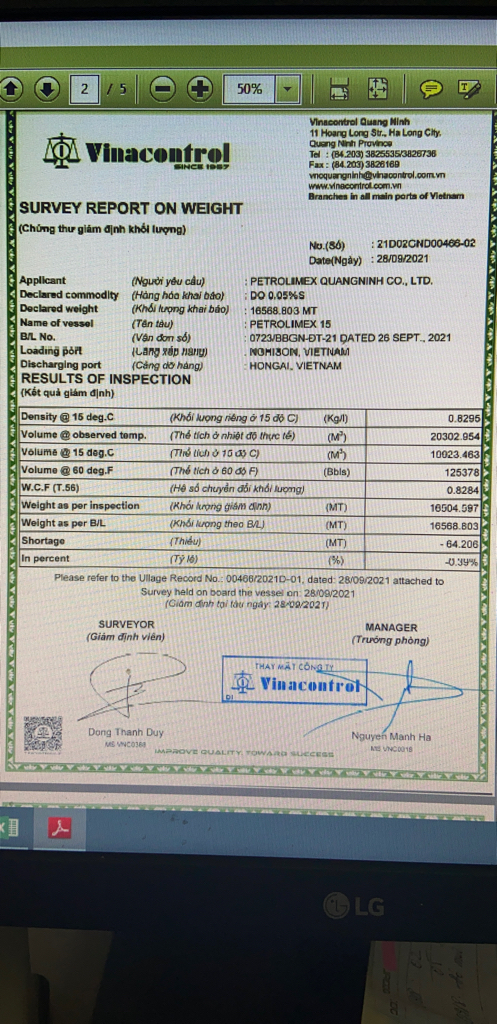 2 / 5
50%
Vinacontrol
SINCE 1957
Vinacontrol Quang Ninh
11 Hoang Long Str., Ha Long City.
Quang Ninh Province
Tel : (84.203) 3825535/3826736
Fax : (84.203) 3826169
vncquangninh@vinacontrol.com.vn
www.vinacontrol.com.vn
Branches in all main ports of Vietnam
SURVEY REPORT ON WEIGHT
(Chứng thư giám định khối lượng)
No.(Số) : 21D02CND00466-02
Date(Ngày) : 28/09/2021
Applicant (Người yêu cầu) : PETROLIMEX QUANGNINH CO., LTD.
Declared commodity (Hàng hóa khai báo) : DO 0.05%S
Declared weight (Khối lượng khai báo) : 16568.803 MT
Name of vessel (Tên tàu) : PETROLIMEX 15
B/L No. (Vận đơn số) : 0723/BBGN-ĐT-21 DATED 26 SEPT., 2021
Loading port (Cảng xếp hàng) : NGHISON, VIETNAM
Discharging port (Cảng dỡ hàng) : HONGAI, VIETNAM
RESULTS OF INSPECTION
(Kết quả giám định)
Density @ 15 deg.C (Khối lượng riêng ở 15 độ C) (Kg/l) 0.8295
Volume @ observed temp. (Thể tích ở nhiệt độ thực tế) (M³) 20302.954
Volume @ 15 deg.C (Thể tích ở 15 độ C) (M³) 19923.463
Volume @ 60 deg.F (Thể tích ở 60 độ F) (Bbls) 125378
W.C.F (T.56) (Hệ số chuyển đổi khối lượng) 0.8284
Weight as per inspection (Khối lượng giám định) (MT) 16504.597
Weight as per B/L (Khối lượng theo B/L) (MT) 16568.803
Shortage (Thiếu) (MT) - 64.206
In percent (Tỷ lệ) (%) -0.39%
Please refer to the Ullage Record No.: 00466/2021D-01, dated: 28/09/2021 attached to
Survey held on board the vessel on: 28/09/2021
(Giám định tại tàu ngày: 28/09/2021)
SURVEYOR
(Giám định viên)
MANAGER
(Trưởng phòng)
THAY MẶT CÔNG TY
Vinacontrol
Dong Thanh Duy
Nguyen Manh Ha
MS VNC0015
IMPROVE QUALITY, TOWARD SUCCESS
LG